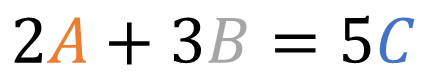 2A + 3B = 5C